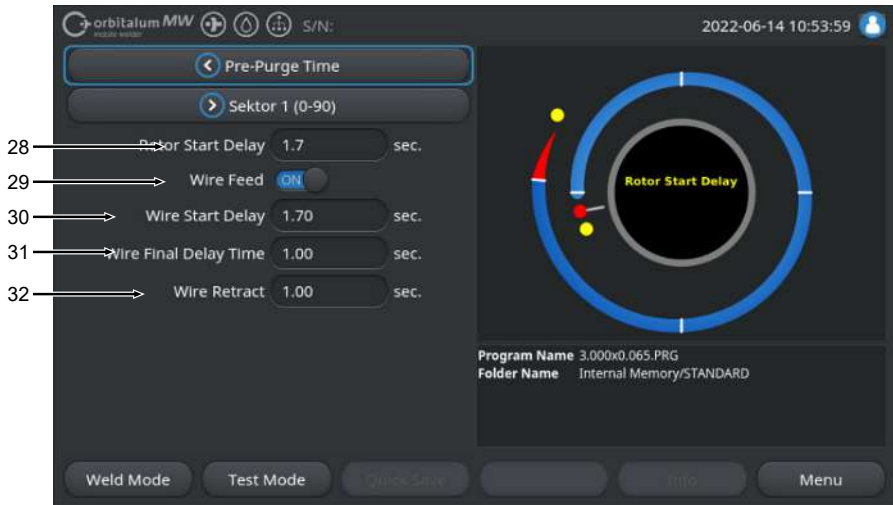 orbitalum MW S/N: 2022-06-14 10:53:59
mobile welder
Pre-Purge Time
Sektor 1 (0-90)
28 Rotor Start Delay 1.7 sec.
29 Wire Feed ON
30 Wire Start Delay 1.70 sec.
31 Wire Final Delay Time 1.00 sec.
32 Wire Retract 1.00 sec.
Rotor Start Delay
Program Name 3.000x0.065.PRG
Folder Name Internal Memory/STANDARD
Weld Mode Test Mode Quick Save Info Menu